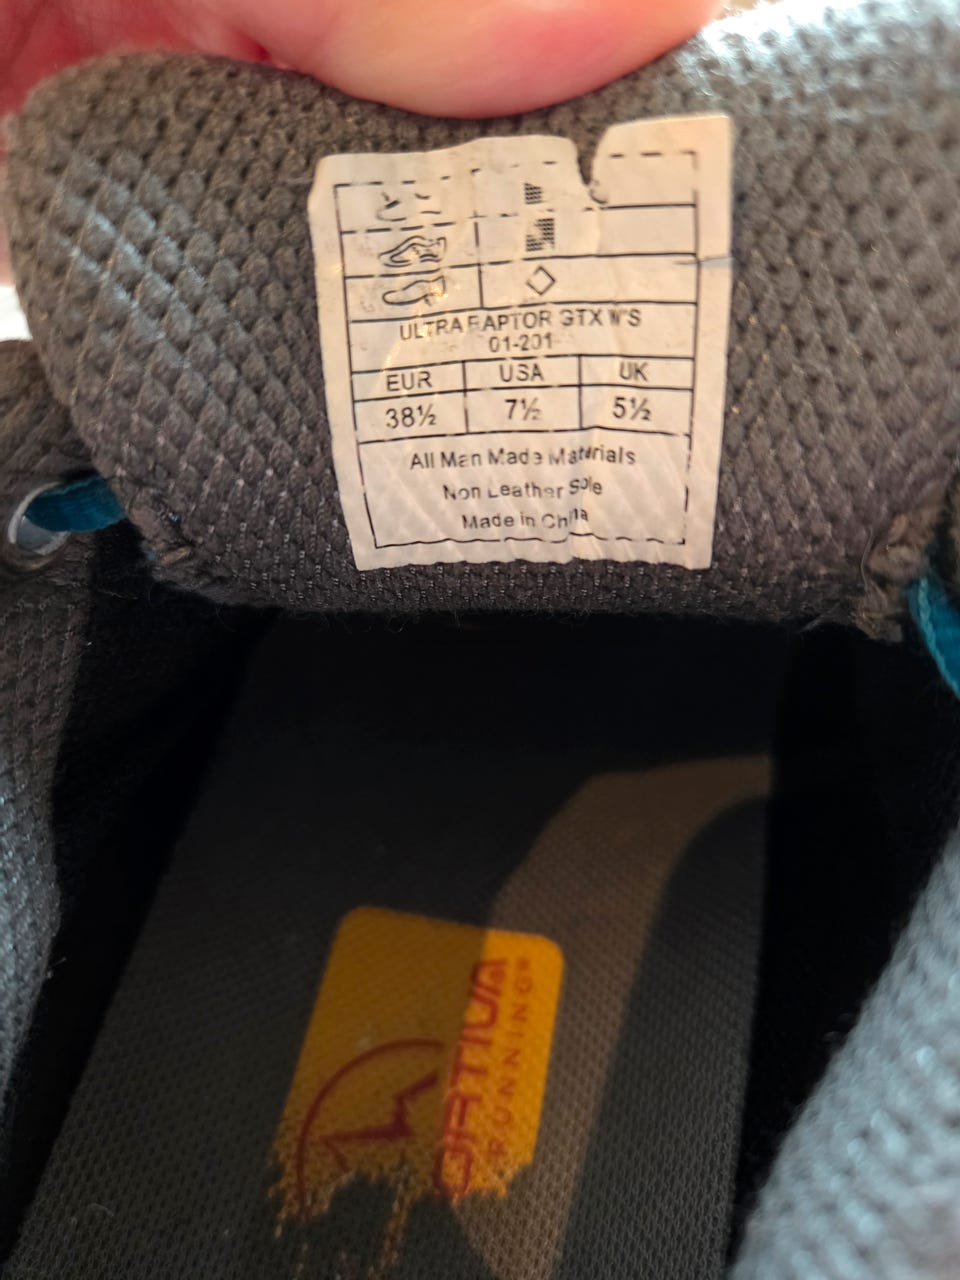 ULTRA RAPTOR GTX W'S
01-201
EUR USA UK
38½ 7½ 5½
All Man Made Materials
Non Leather Sole
Made in China
ORTIVA
RUNNING®